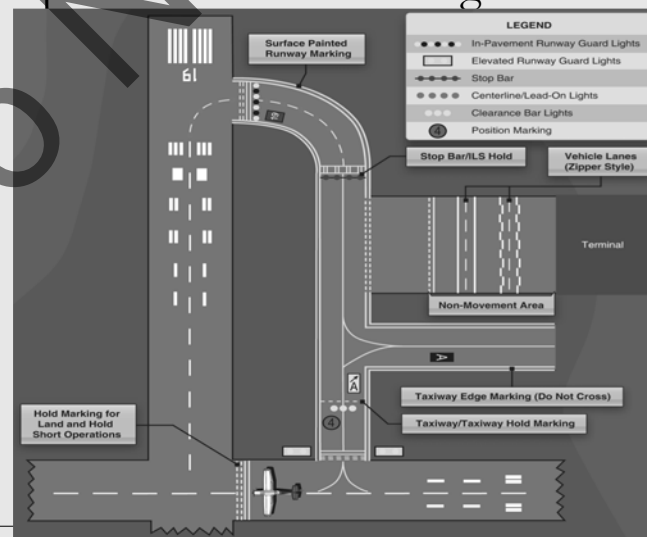 LEGEND
In-Pavement Runway Guard Lights
Elevated Runway Guard Lights
Stop Bar
Centerline/Lead-On Lights
Clearance Bar Lights
4 Position Marking
Surface Painted
Runway Marking
19
19
Stop Bar/ILS Hold
Vehicle Lanes
(Zipper Style)
Terminal
Non-Movement Area
A
A
Taxiway Edge Marking (Do Not Cross)
Taxiway/Taxiway Hold Marking
4
Hold Marking for
Land and Hold
Short Operations